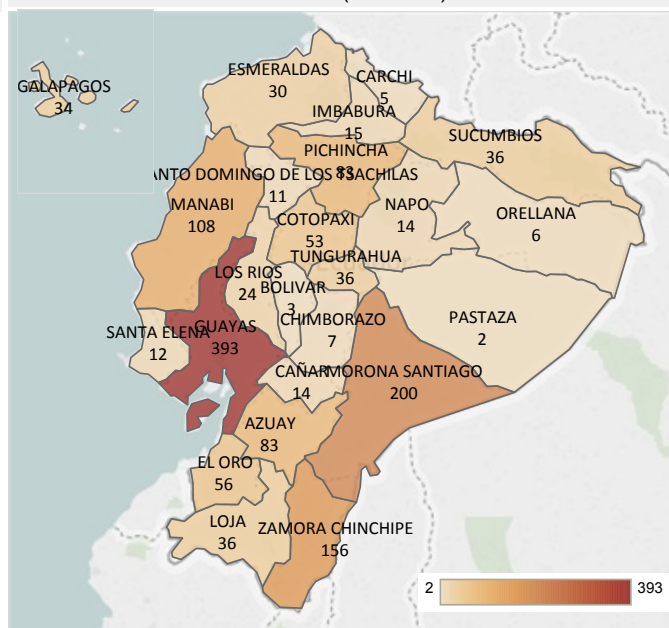 GALAPAGOS
34
ESMERALDAS
30
CARCHI
5
IMBABURA
15
SUCUMBIOS
36
PICHINCHA
83
ANTO DOMINGO DE LOS TSACHILAS
11
MANABI
108
NAPO
14
ORELLANA
6
COTOPAXI
53
TUNGURAHUA
36
LOS RIOS
24
BOLIVAR
3
CHIMBORAZO
7
PASTAZA
2
SANTA ELENA
12
GUAYAS
393
CAÑAR
14
MORONA SANTIAGO
200
AZUAY
83
EL ORO
56
LOJA
36
ZAMORA CHINCHIPE
156
2 393